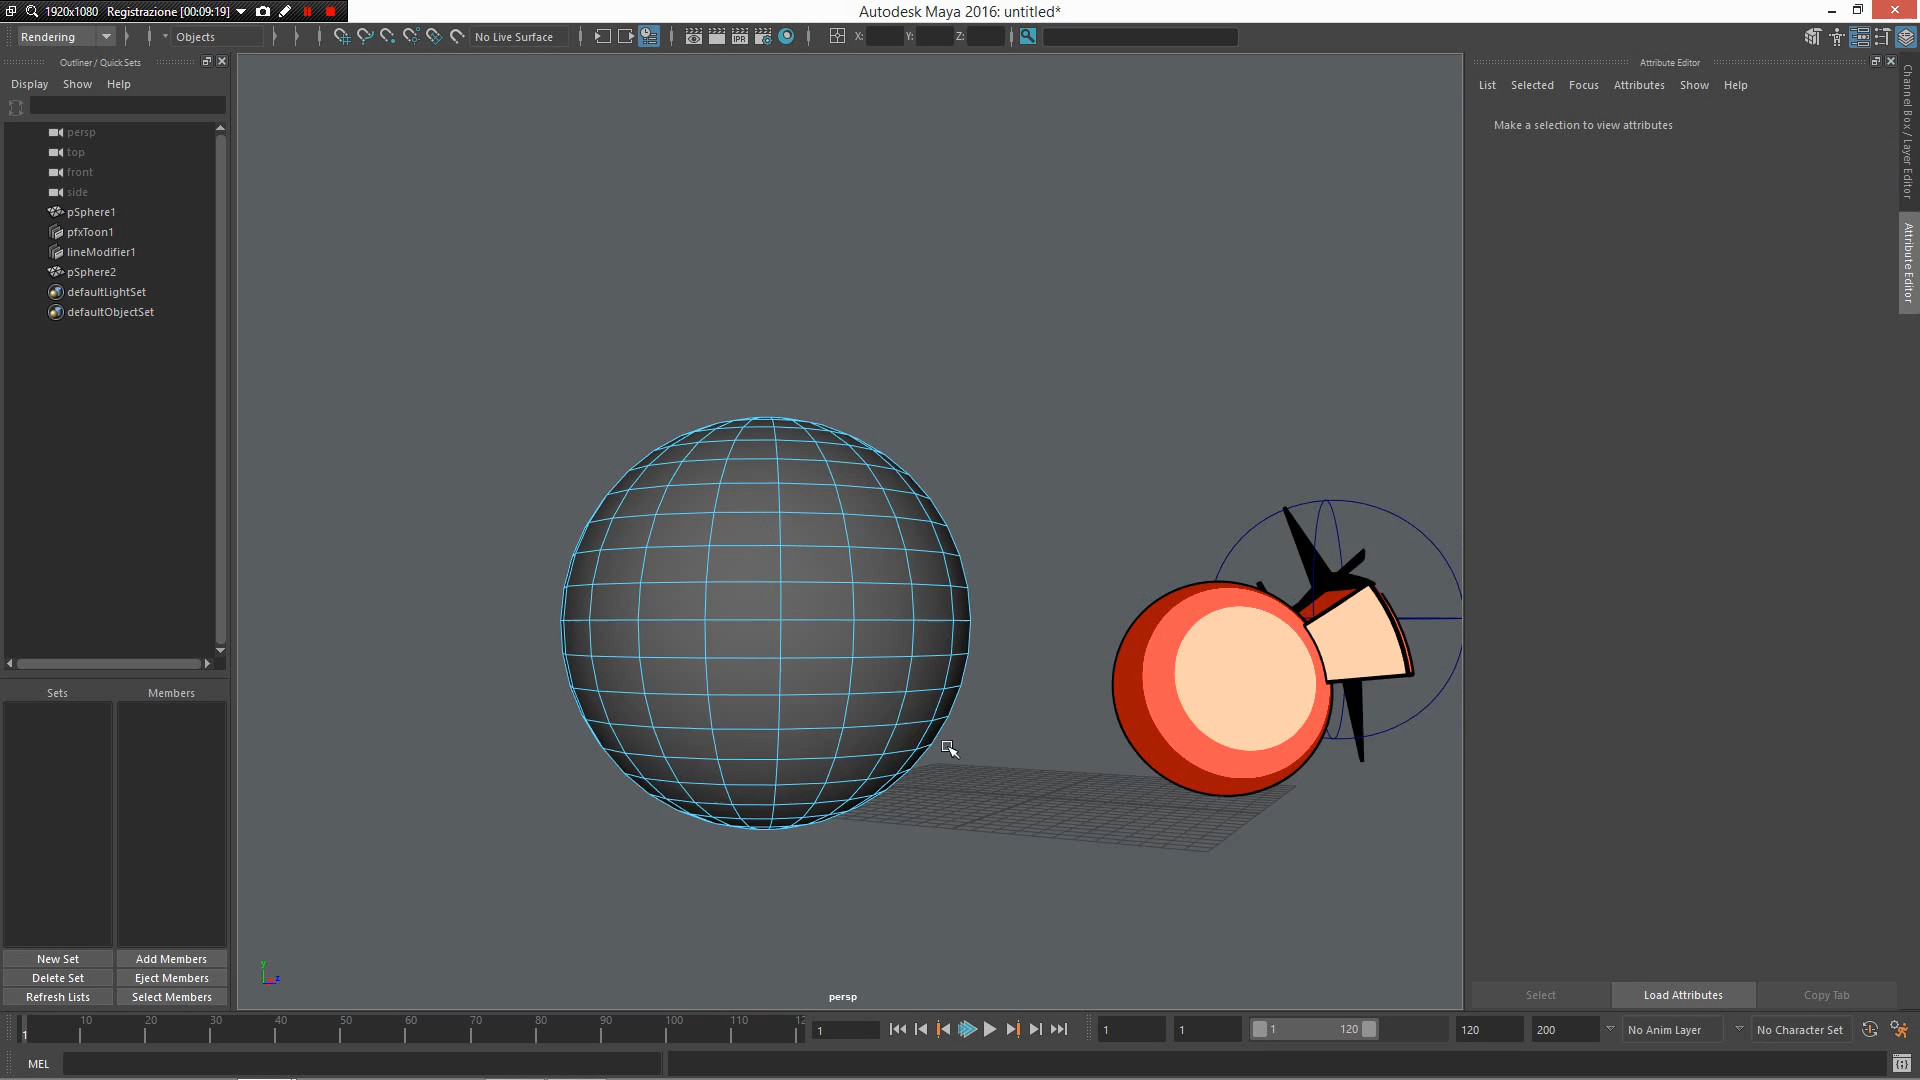 1920x1080 Registrazione [00:09:19]
Autodesk Maya 2016: untitled*
Rendering
Objects
No Live Surface
IPR
X:
Y:
Z:
Outliner / Quick Sets
Display Show Help
persp
top
front
side
pSphere1
pfxToon1
lineModifier1
pSphere2
defaultLightSet
defaultObjectSet
Sets
Members
New Set
Add Members
Delete Set
Eject Members
Refresh Lists
Select Members
y
z
persp
Attribute Editor
List Selected Focus Attributes Show Help
Make a selection to view attributes
Channel Box / Layer Editor
Attribute Editor
Select
Load Attributes
Copy Tab
1 10 20 30 40 50 60 70 80 90 100 110 12
1
1
1
1 120
120
200
No Anim Layer
No Character Set
MEL